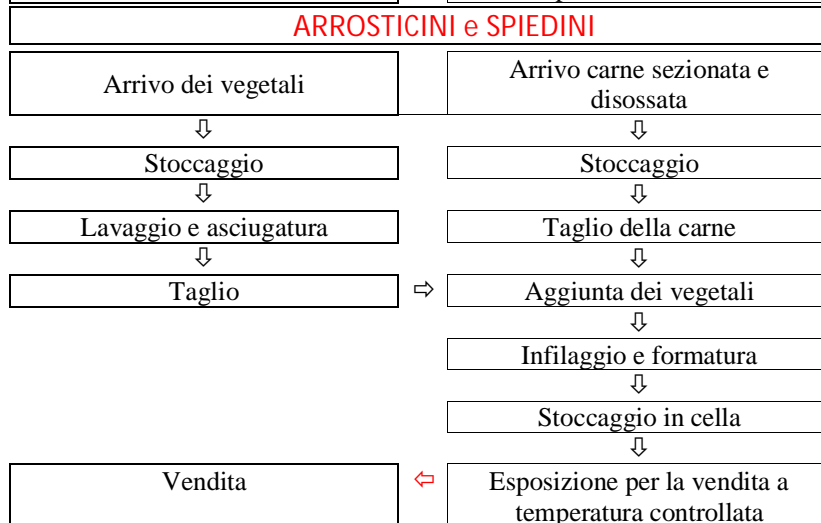 ARROSTICINI e SPIEDINI
Arrivo dei vegetali
Arrivo carne sezionata e
disossata
⇩ ⇩
Stoccaggio
Stoccaggio
⇩ ⇩
Lavaggio e asciugatura
Taglio della carne
⇩ ⇩
Taglio
⇨
Aggiunta dei vegetali
⇩
Infilaggio e formatura
⇩
Stoccaggio in cella
⇩
Vendita
⇦
Esposizione per la vendita a
temperatura controllata